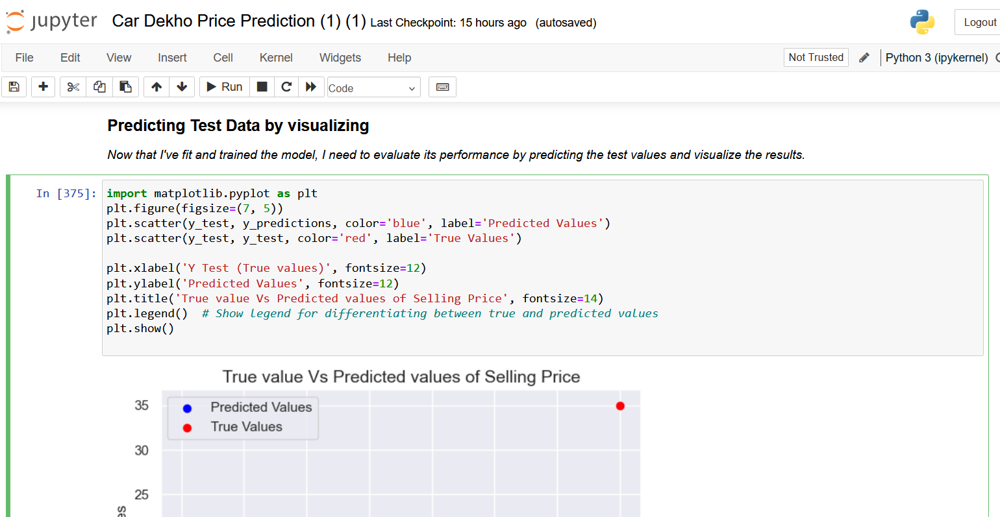 jupyter Car Dekho Price Prediction (1) (1) Last Checkpoint: 15 hours ago (autosaved) Logout
File Edit View Insert Cell Kernel Widgets Help Not Trusted Python 3 (ipykernel)
Run Code
Predicting Test Data by visualizing
Now that I've fit and trained the model, I need to evaluate its performance by predicting the test values and visualize the results.
In [375]: import matplotlib.pyplot as plt
plt.figure(figsize=(7, 5))
plt.scatter(y_test, y_predictions, color='blue', label='Predicted Values')
plt.scatter(y_test, y_test, color='red', label='True Values')
plt.xlabel('Y Test (True values)', fontsize=12)
plt.ylabel('Predicted Values', fontsize=12)
plt.title('True value Vs Predicted values of Selling Price', fontsize=14)
plt.legend()  # Show legend for differentiating between true and predicted values
plt.show()
True value Vs Predicted values of Selling Price
35
Predicted Values
True Values
30
25
es